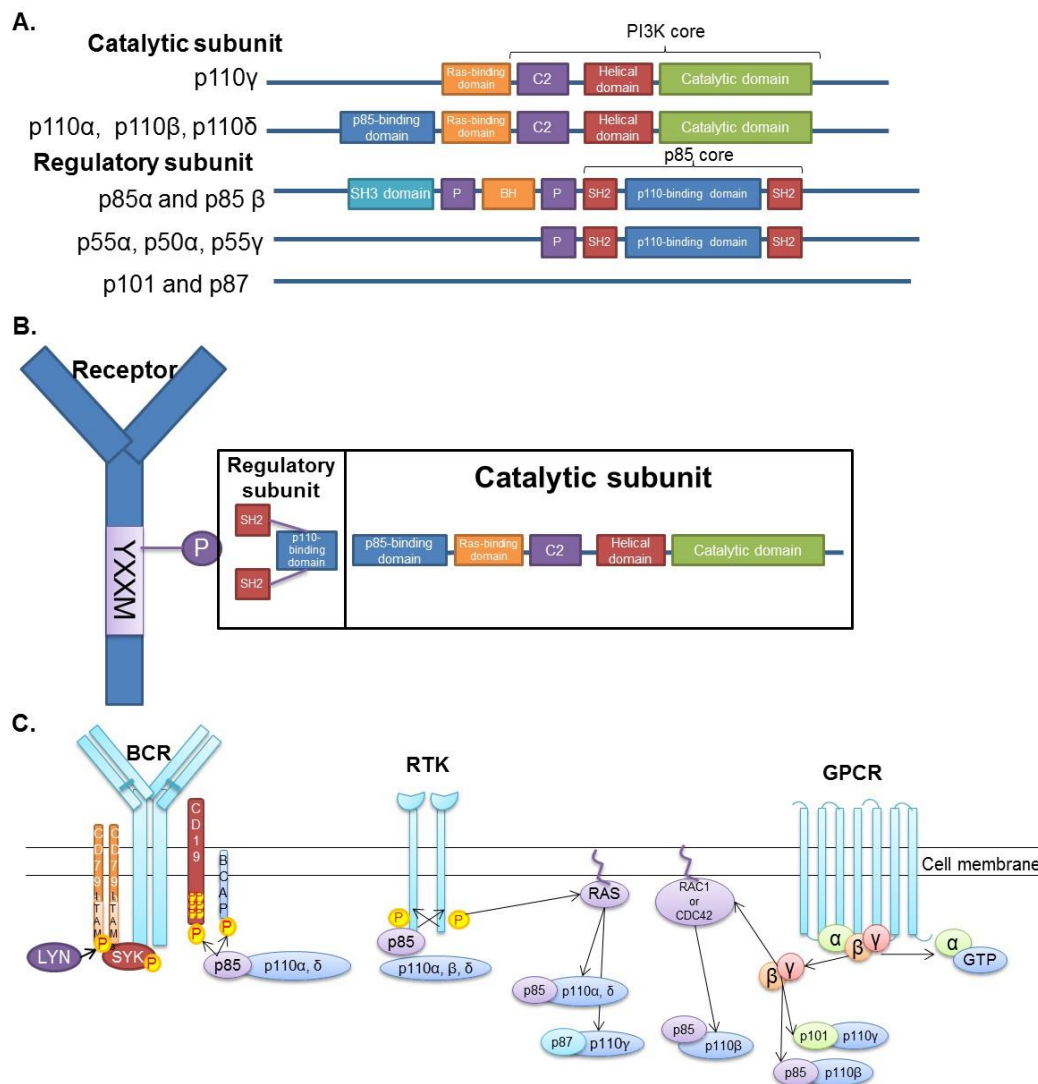 A.
Catalytic subunit
PI3K core
p110γ
Ras-binding
domain
C2
Helical
domain
Catalytic domain
p110α, p110β, p110δ
p85-binding
domain
Ras-binding
domain
C2
Helical
domain
Catalytic domain
Regulatory subunit
p85 core
p85α and p85 β
SH3 domain
P
BH
P
SH2
p110-binding domain
SH2
p55α, p50α, p55γ
P
SH2
p110-binding domain
SH2
p101 and p87
B.
Receptor
YXXM
P
Regulatory
subunit
SH2
p110-
binding
domain
SH2
Catalytic subunit
p85-binding
domain
Ras-binding
domain
C2
Helical
domain
Catalytic domain
C.
BCR
RTK
GPCR
Cell membrane
CD79
ITAM
CD79
ITAM
CD19
BCAP
LYN
P
SYK
P
P
P
p85
p110α, δ
P
P
p85
p110α, β, δ
RAS
p85
p110α, δ
p87
p110γ
RAC1
or
CDC42
p85
p110β
α
β
γ
α
GTP
β
γ
p101
p110γ
p85
p110β